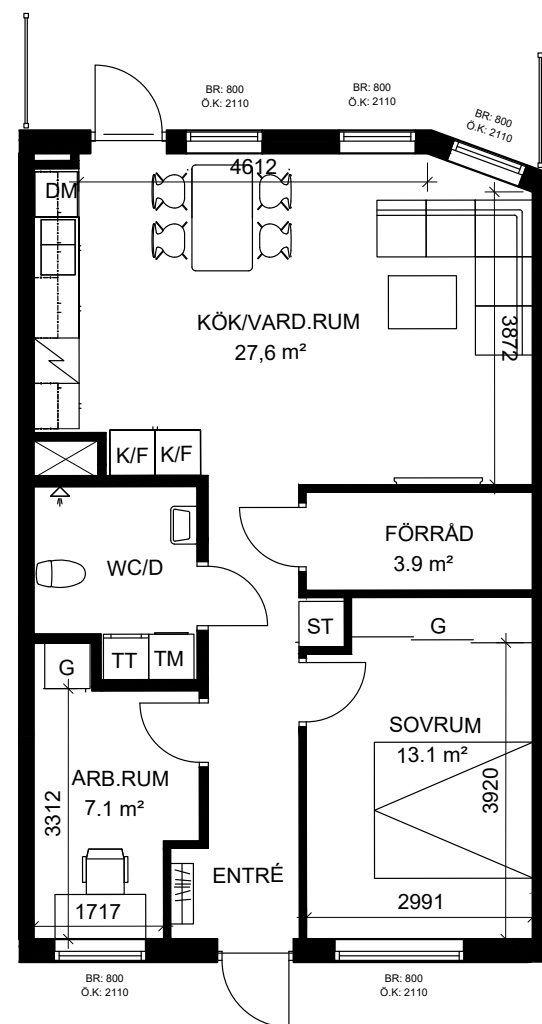 BR: 800
Ö.K: 2110
BR: 800
Ö.K: 2110
BR: 800
Ö.K: 2110
4612
DM
KÖK/VARD.RUM
27,6 m²
3872
K/F
K/F
FÖRRÅD
3.9 m²
WC/D
ST
G
TT
TM
G
SOVRUM
13.1 m²
ARB.RUM
7.1 m²
3312
3920
ENTRÉ
1717
2991
BR: 800
Ö.K: 2110
BR: 800
Ö.K: 2110